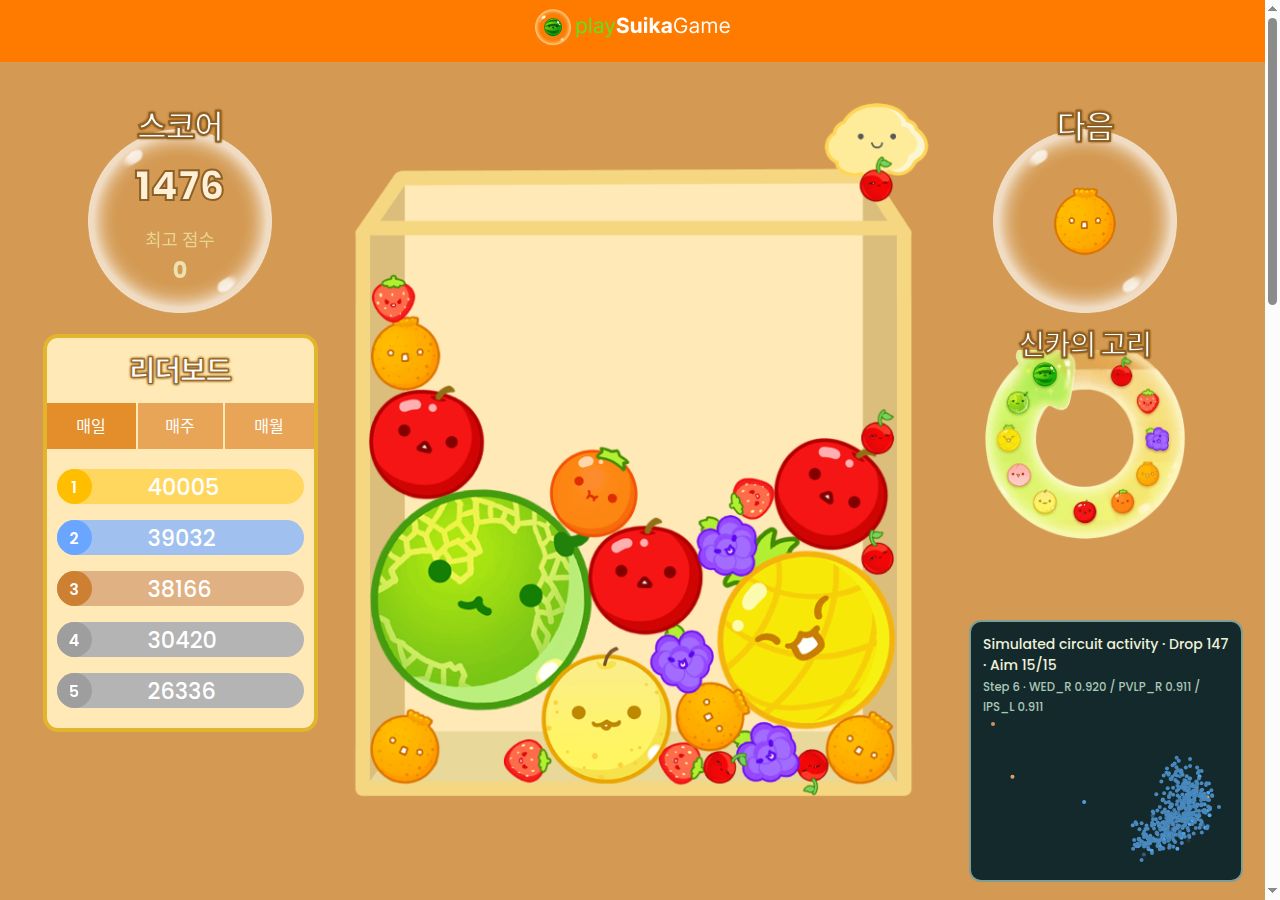 playSuikaGame
스코어
1476
최고 점수
0
다음
신카의 고리
리더보드
매일 매주 매월
1 40005
2 39032
3 38166
4 30420
5 26336
Simulated circuit activity · Drop 147
· Aim 15/15
Step 6 · WED_R 0.920 / PVLP_R 0.911 /
IPS_L 0.911